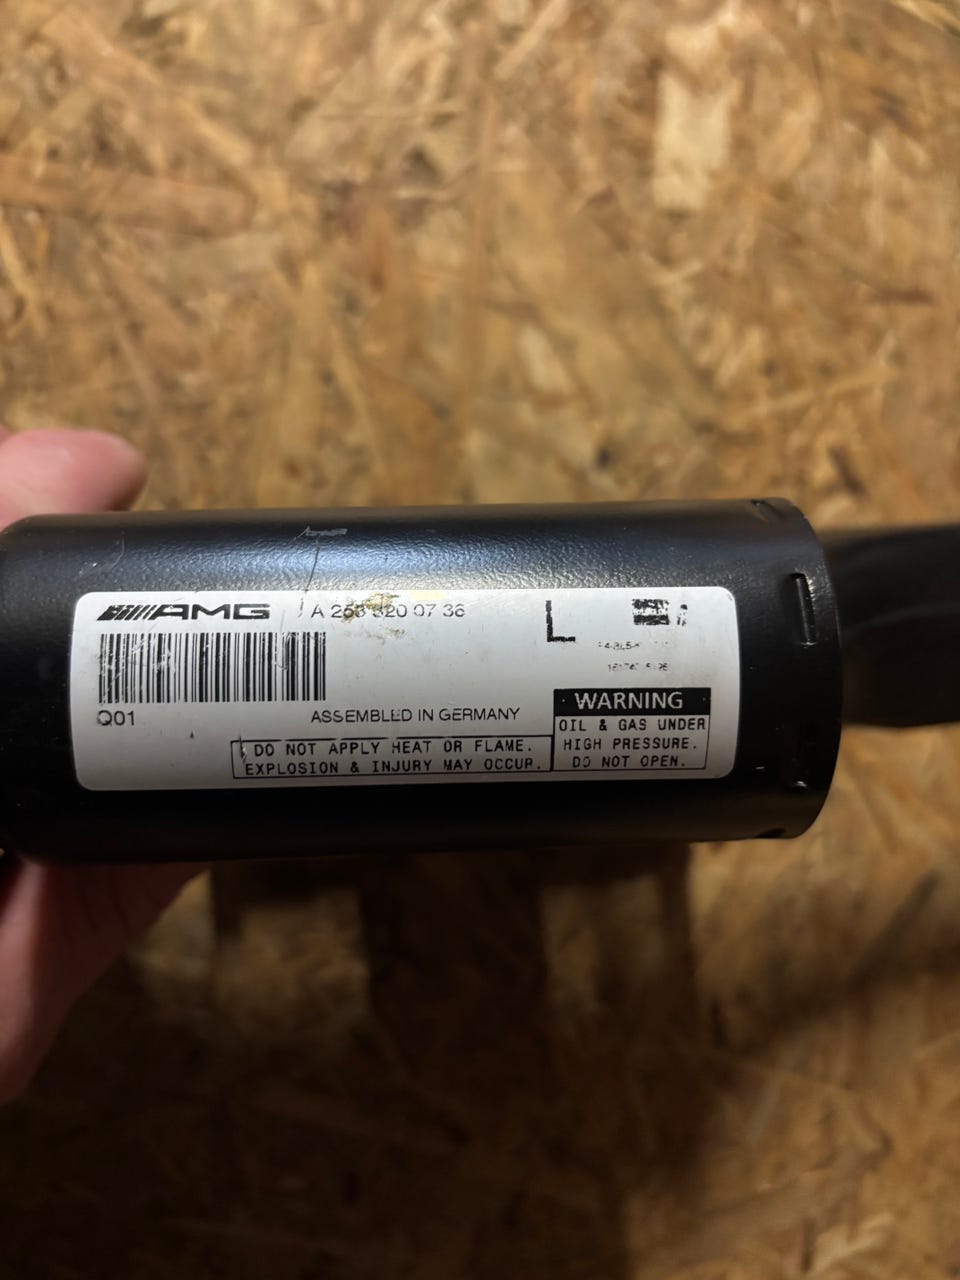 AMG
A 253 320 07 36
L
Q01
ASSEMBLED IN GERMANY
DO NOT APPLY HEAT OR FLAME.
EXPLOSION & INJURY MAY OCCUR.
WARNING
OIL & GAS UNDER
HIGH PRESSURE.
DO NOT OPEN.